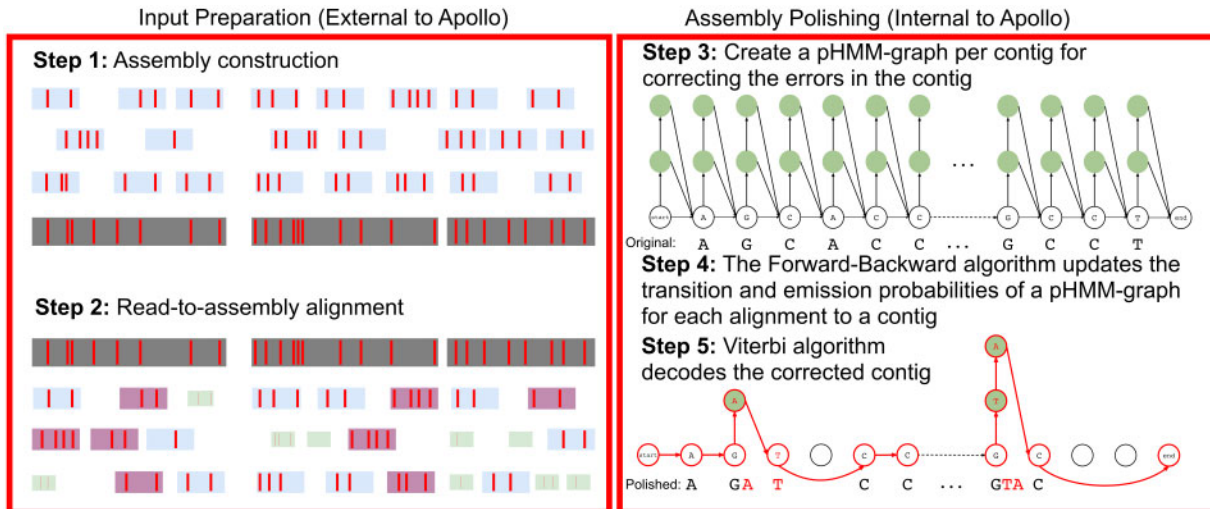 Input Preparation (External to Apollo)
Step 1: Assembly construction
Step 2: Read-to-assembly alignment
Assembly Polishing (Internal to Apollo)
Step 3: Create a pHMM-graph per contig for
correcting the errors in the contig
...
start A G C A C C G C C T end
Original: A G C A C C ... G C C T
Step 4: The Forward-Backward algorithm updates the
transition and emission probabilities of a pHMM-graph
for each alignment to a contig
Step 5: Viterbi algorithm
decodes the corrected contig
A
A T
start A G T C C G C end
Polished: A GA T C C ... GTA C